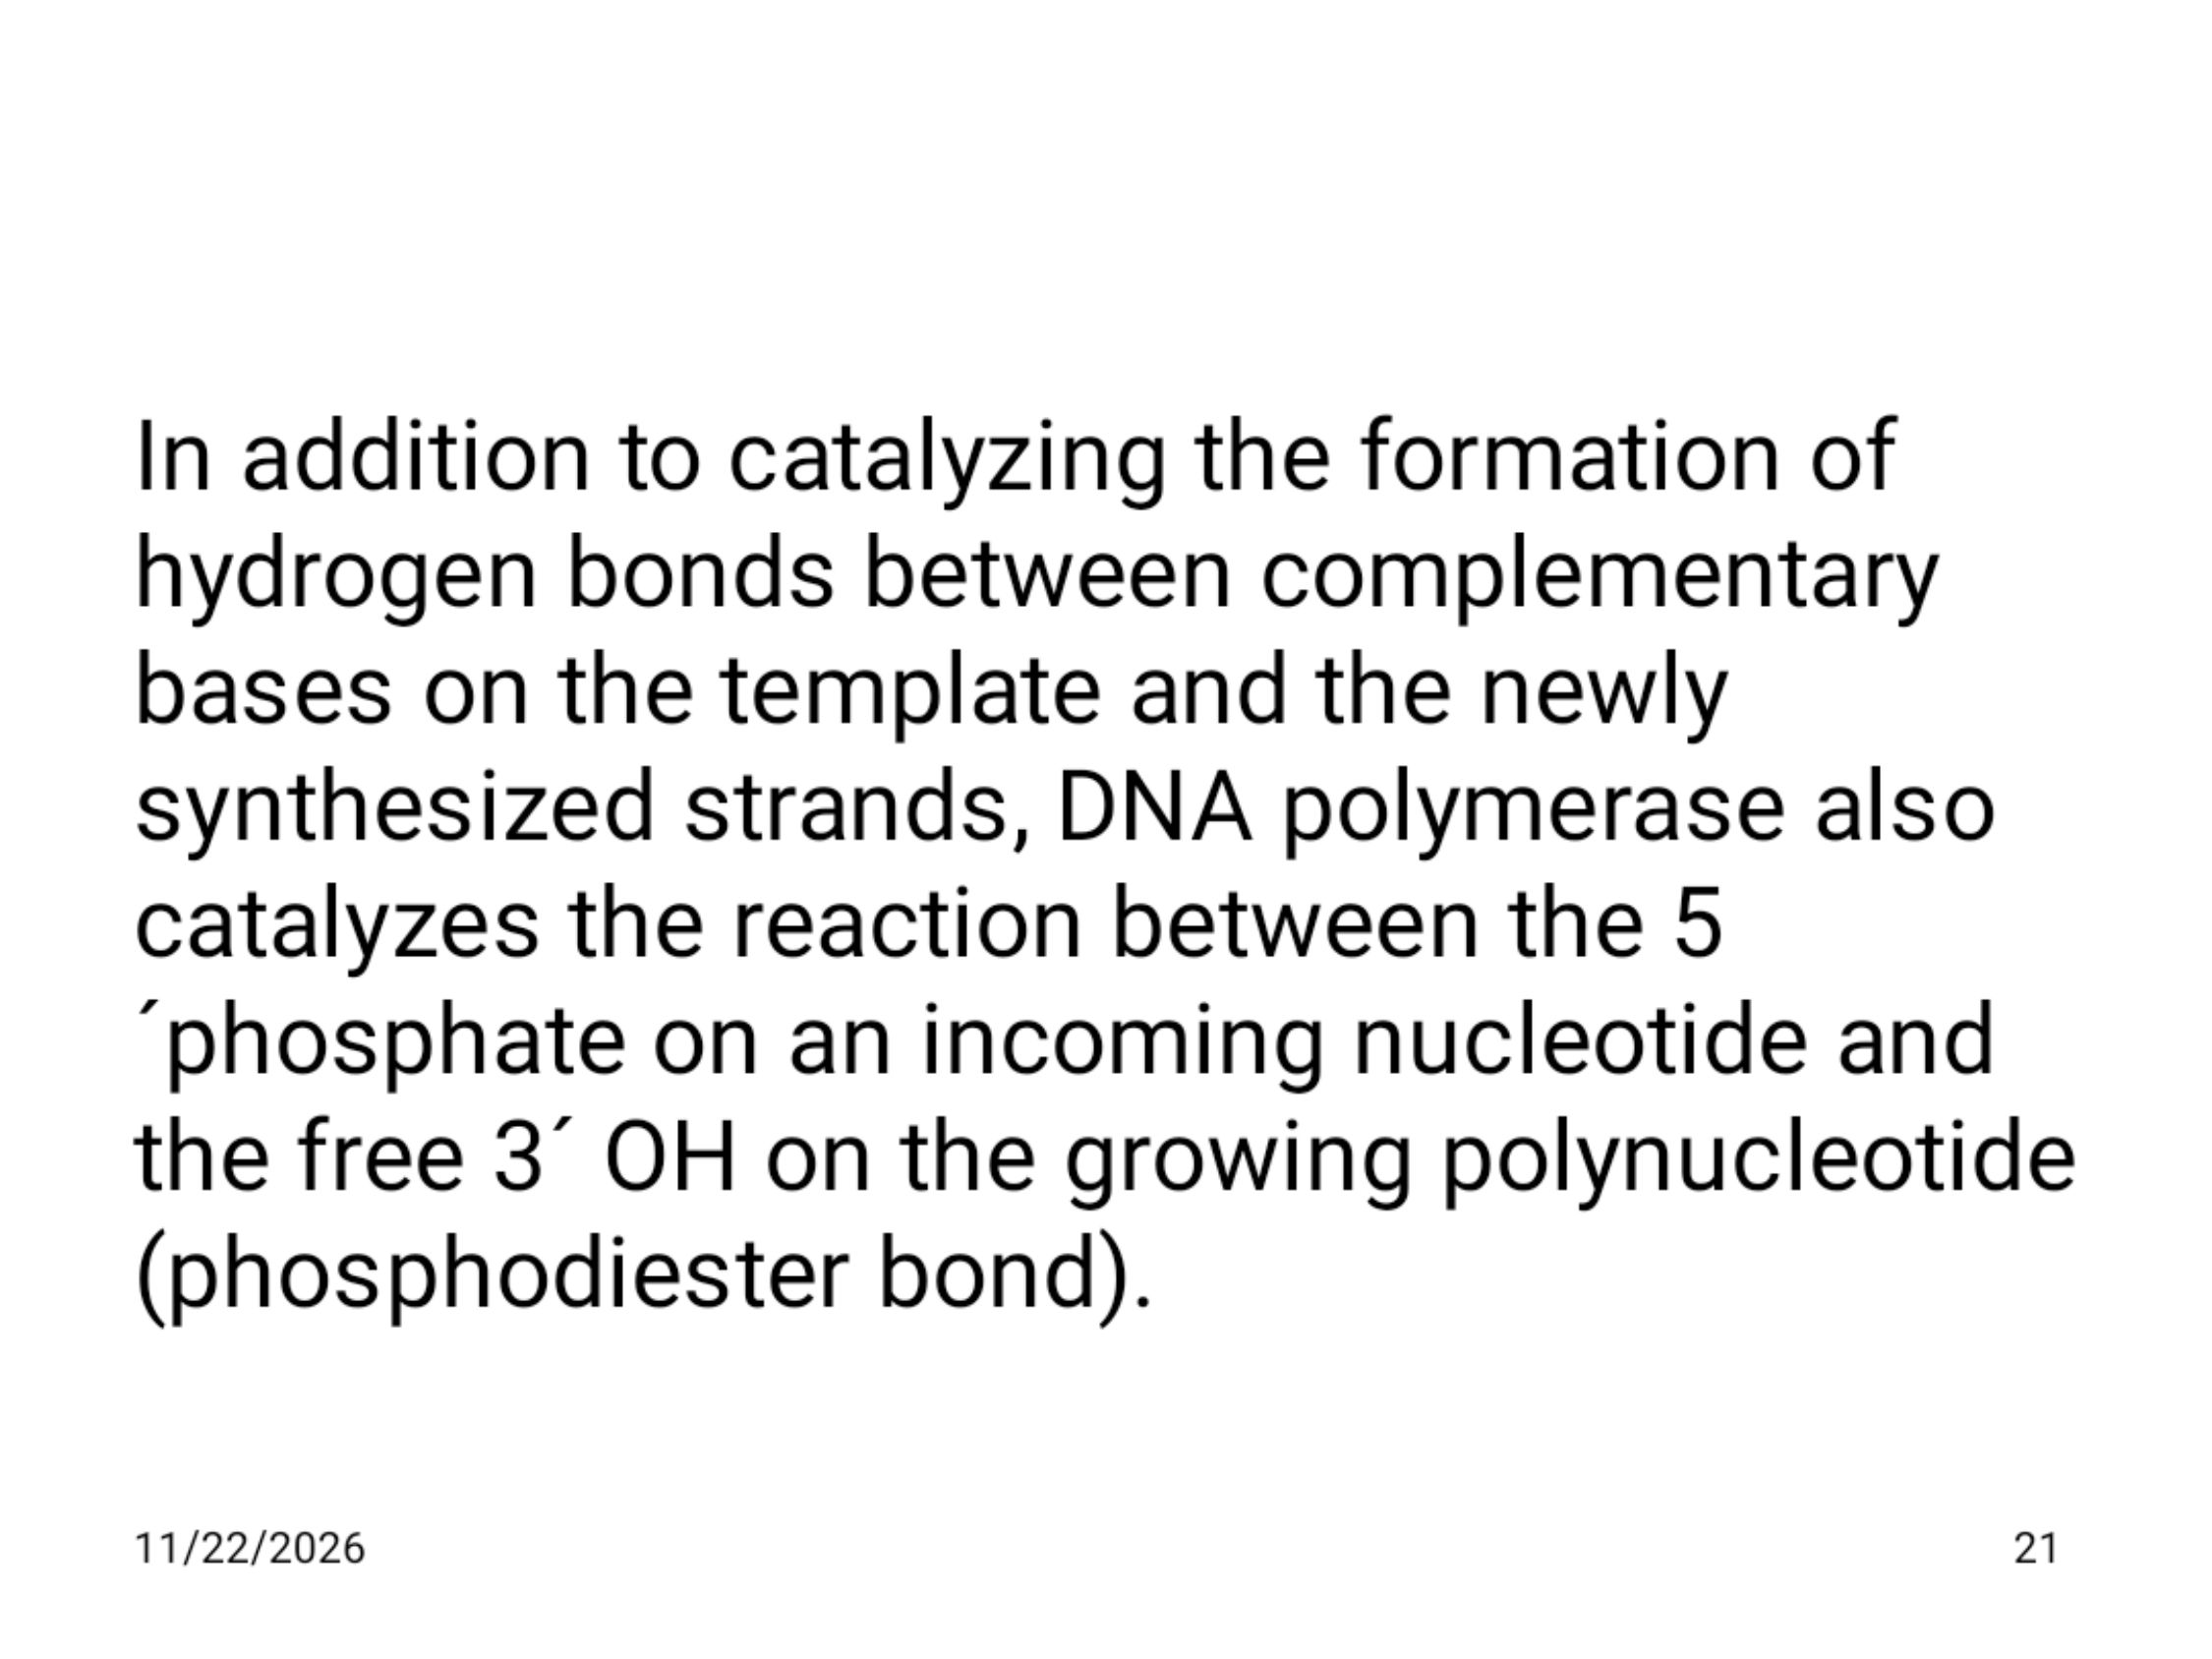 In addition to catalyzing the formation of
hydrogen bonds between complementary
bases on the template and the newly
synthesized strands, DNA polymerase also
catalyzes the reaction between the 5
´phosphate on an incoming nucleotide and
the free 3´ OH on the growing polynucleotide
(phosphodiester bond).
11/22/2026
21